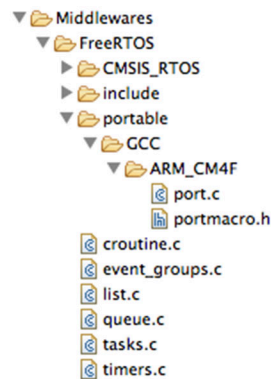 Middlewares
FreeRTOS
CMSIS_RTOS
include
portable
GCC
ARM_CM4F
port.c
portmacro.h
croutine.c
event_groups.c
list.c
queue.c
tasks.c
timers.c